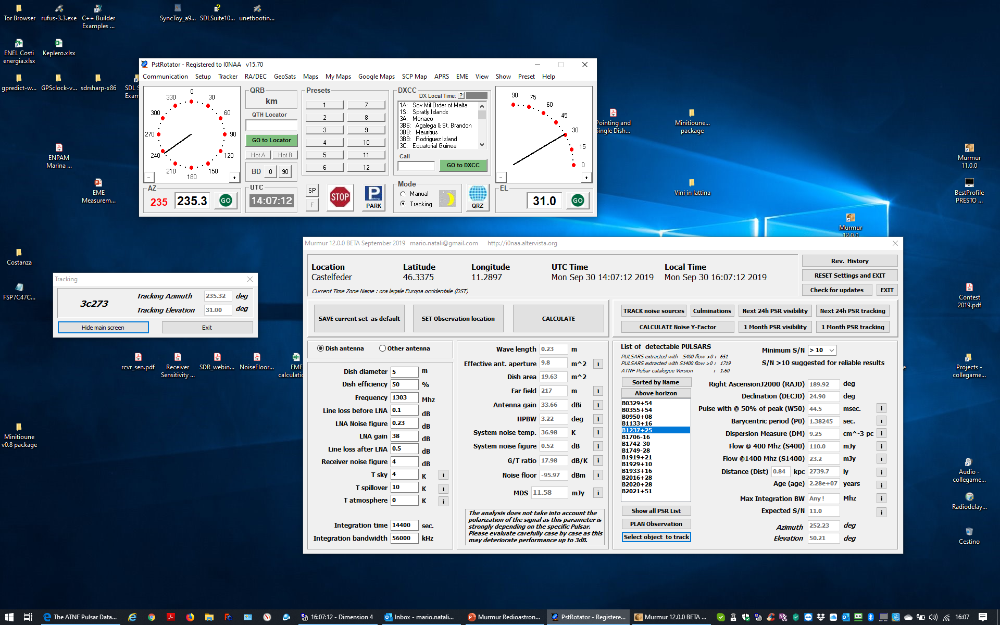 Tor Browser
rufus-3.3.exe
C++ Builder
Examples ...
SyncToy_a9...
SDLSuite10...
unetbootin...
ENEL Costi
energia.xlsx
Keplero.xlsx
gpredict-w...
GPSclock-v...
sdrsharp-x86
SDL S
Exam
ENPAM
Marina ...
EME
Measurem...
Costanza
FSP7C47C...
Minitioune
v0.8 package
rcvr_sen.pdf
Receiver
Sensitivity ...
SDR_webin...
NoiseFloor...
EME
calculatio
Pointing and
Single Dish...
Minitioune...
package
Vini in lattina
Murmur
11.0.0
BestProfile
PRESTO ...
Murmur
12.0.0
Contest
2019.pdf
Projects -
collegame...
Audio -
collegame...
Radiodelay...
Cestino
PstRotator - Registered to I0NAA v15.70
Communication Setup Tracker RA/DEC GeoSats Maps My Maps Google Maps SCP Map APRS EME View Show Preset Help
0
30
60
90
120
150
180
210
240
270
300
330
- +
AZ
235 235.3 GO
QRB
km
QTH Locator
GO to Locator
Hot A Hot B
BD 0 90
UTC
14:07:12
Presets
1 7
2 8
3 9
4 10
5 11
6 12
SP
F
STOP
P
PARK
DXCC
DX Local Time: ?
1A: Sov Mil Order of Malta
1S: Spratly Islands
3A: Monaco
3B6: Agalega & St. Brandon
3B8: Mauritius
3B9: Rodriguez Island
3C: Equatorial Guinea
Call
GO to DXCC
Mode
Manual
Tracking
QRZ
90
75
60
45
30
15
0
- +
EL
31.0 GO
Tracking
3c273
Tracking Azimuth 235.32 deg
Tracking Elevation 31.00 deg
Hide main screen Exit
Murmur 12.0.0 BETA September 2019 mario.natali@gmail.com http://i0naa.altervista.org
Location Latitude Longitude UTC Time Local Time
Castelfeder 46.3375 11.2897 Mon Sep 30 14:07:12 2019 Mon Sep 30 16:07:12 2019
Current Time Zone Name : ora legale Europa occidentale (DST)
Rev. History
RESET Settings and EXIT
Check for updates EXIT
SAVE current set as default SET Observation location CALCULATE
TRACK noise sources Culminations Next 24h PSR visibility Next 24h PSR tracking
CALCULATE Noise Y-Factor 1 Month PSR visibility 1 Month PSR tracking
Dish antenna Other antenna
Dish diameter 5 m
Dish efficiency 50 %
Frequency 1303 Mhz
Line loss before LNA 0.1 dB
LNA Noise figure 0.23 dB
LNA gain 38 dB
Line loss after LNA 0.5 dB
Receiver noise figure 4 dB
T sky 4 K i
T spillover 10 K i
T atmosphere 0 K i
Integration time 14400 sec.
Integration bandwidth 56000 kHz
Wave length 0.23 m
Effective ant. aperture 9.8 m^2 i
Dish area 19.63 m^2
Far field 217 m i
Antenna gain 33.66 dBi i
HPBW 3.22 deg i
System noise temp. 36.98 K i
System noise figure 0.52 dB i
G/T ratio 17.98 dB/K i
Noise floor -95.97 dBm i
MDS 11.58 mJy i
The analysis does not take into account the
polarization of the signal as this parameter is
strongly depending on the specific Pulsar.
Please evaluate carefully case by case as this
may deteriorate performance up to 3dB.
List of detectable PULSARS
PULSARS extracted with S400 flow >0 : 651
PULSARS extracted with S1400 flow >0 : 1719
ATNF Pulsar catalogue Version : 1.60
Minimum S/N > 10
S/N >10 suggested for reliable results
Sorted by Name
Above horizon
B0329+54
B0355+54
B0950+08
B1133+16
B1237+25
B1706-16
B1742-30
B1749-28
B1919+21
B1929+10
B1933+16
B2016+28
B2020+28
B2021+51
Show all PSR List
PLAN Observation
Select object to track
Right AscensionJ2000 (RAJD) 189.92 deg
Declination (DECJD) 24.90 deg
Pulse with @ 50% of peak (W50) 44.5 msec. i
Barycentric period (P0) 1.38245 sec. i
Dispersion Measure (DM) 9.25 cm^-3 pc i
Flow @ 400 Mhz (S400) 110.0 mJy i
Flow @1400 Mhz (S1400) 23.2 mJy i
Distance (Dist) 0.84 kpc 2739.7 ly i
Age (age) 2.28e+07 years i
Max Integration BW Any ! Mhz i
Expected S/N 11.0 i
Azimuth 252.23 deg
Elevation 50.21 deg
The ATNF Pulsar Data...
16:07:12 - Dimension 4
Inbox - mario.natali...
Murmur Redioastron...
PstRotator - Registere...
Murmur 12.0.0 BETA ...
16:07